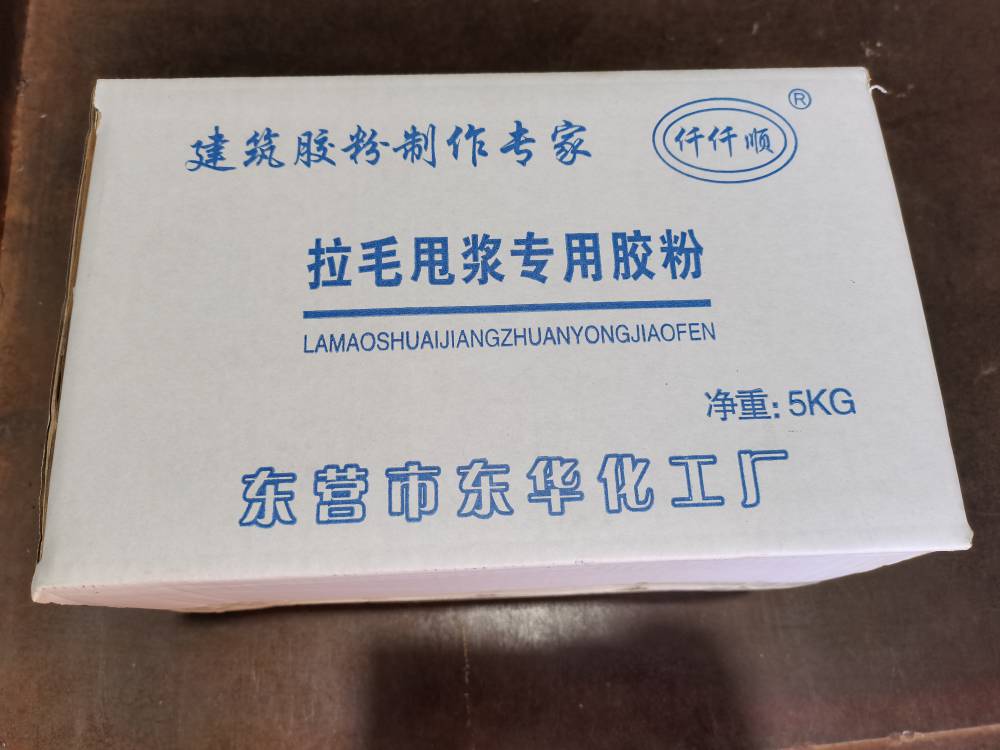 建筑胶粉制作专家
仟仟顺
®
拉毛甩浆专用胶粉
LAMAOSHUAIJIANGZHUANYONGJIAOFEN
净重: 5KG
东营市东华化工厂